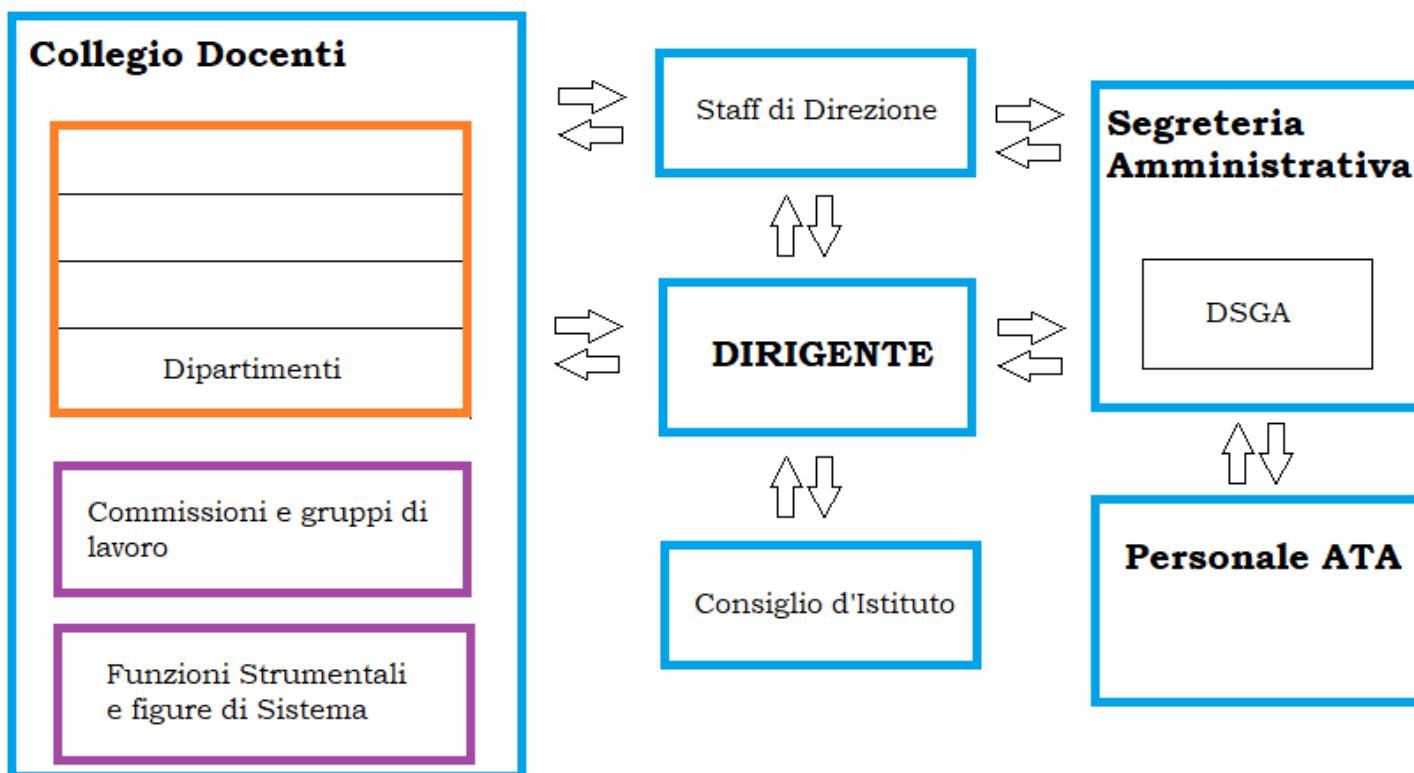 Collegio Docenti
Dipartimenti
Commissioni e gruppi di
lavoro
Funzioni Strumentali
e figure di Sistema
Staff di Direzione
DIRIGENTE
Consiglio d'Istituto
Segreteria
Amministrativa
DSGA
Personale ATA